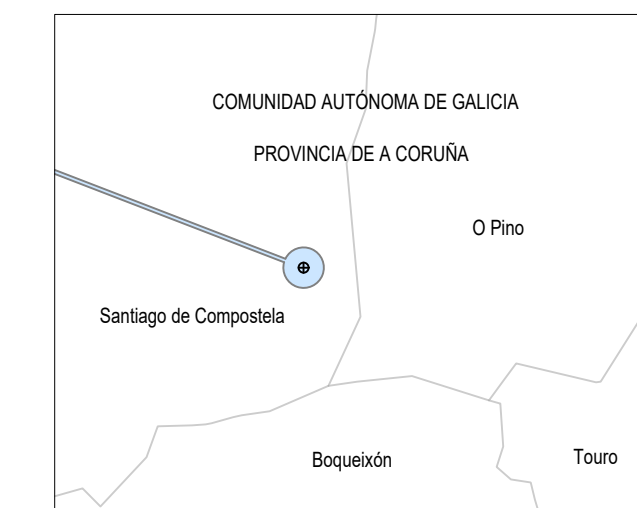 COMUNIDAD AUTÓNOMA DE GALICIA
PROVINCIA DE A CORUÑA
O Pino
Santiago de Compostela
Boqueixón
Touro